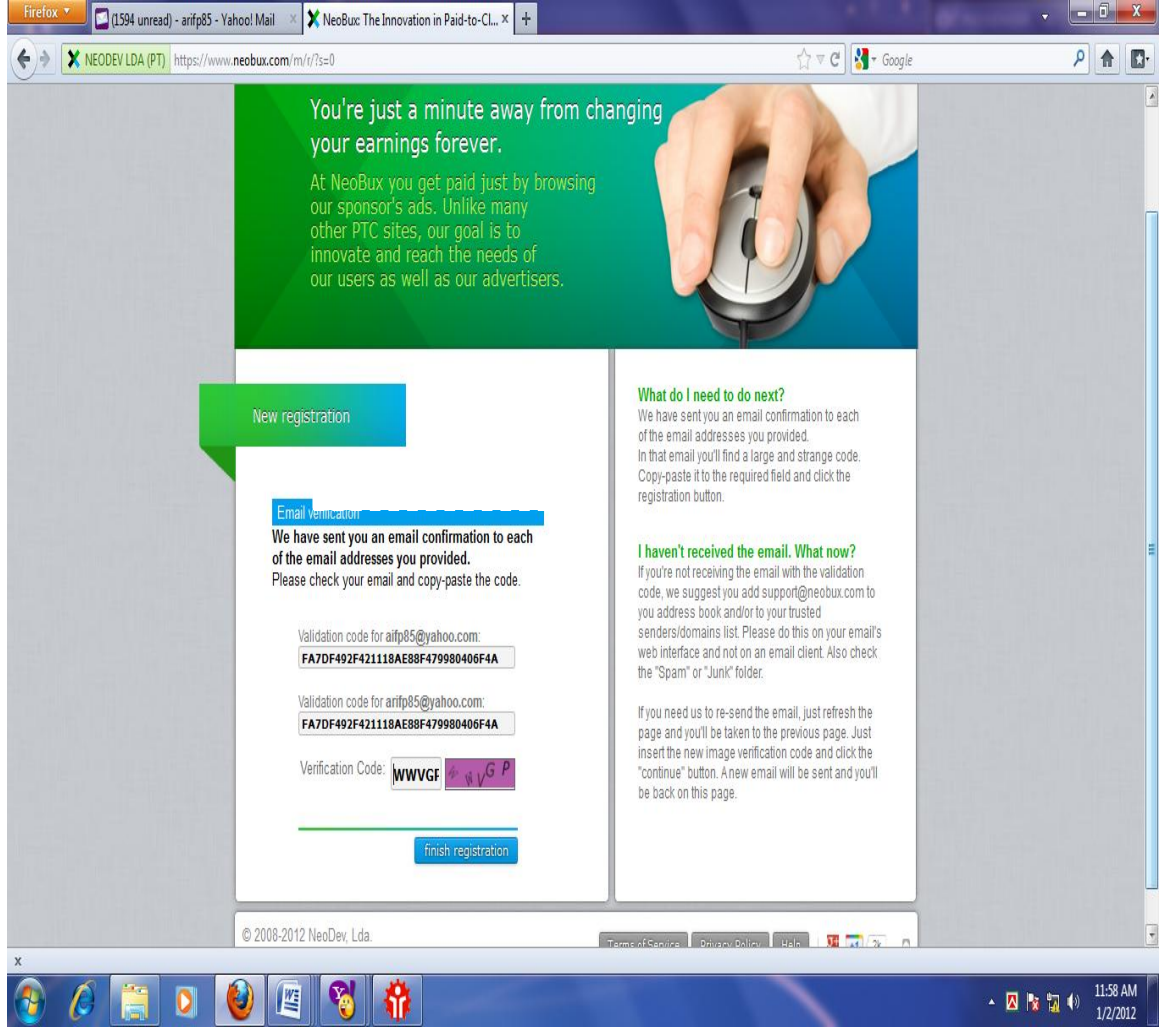 Firefox
(1594 unread) - arifp85 - Yahoo! Mail
NeoBux: The Innovation in Paid-to-Cl...
NEODEV LDA (PT) https://www.neobux.com/m/r/?s=0
Google
You're just a minute away from changing
your earnings forever.
At NeoBux you get paid just by browsing
our sponsor's ads. Unlike many
other PTC sites, our goal is to
innovate and reach the needs of
our users as well as our advertisers.
New registration
Email verification
We have sent you an email confirmation to each
of the email addresses you provided.
Please check your email and copy-paste the code.
Validation code for aifp85@yahoo.com:
FA7DF492F421118AE88F479980406F4A
Validation code for arifp85@yahoo.com:
FA7DF492F421118AE88F479980406F4A
Verification Code: WWVGP
finish registration
What do I need to do next?
We have sent you an email confirmation to each
of the email addresses you provided.
In that email you'll find a large and strange code.
Copy-paste it to the required field and click the
registration button.
I haven't received the email. What now?
If you're not receiving the email with the validation
code, we suggest you add support@neobux.com to
you address book and/or to your trusted
senders/domains list. Please do this on your email's
web interface and not on an email client. Also check
the "Spam" or "Junk" folder.
If you need us to re-send the email, just refresh the
page and you'll be taken to the previous page. Just
insert the new image verification code and click the
"continue" button. A new email will be sent and you'll
be back on this page.
© 2008-2012 NeoDev, Lda.
Terms of Service Privacy Policy Help
11:58 AM
1/2/2012